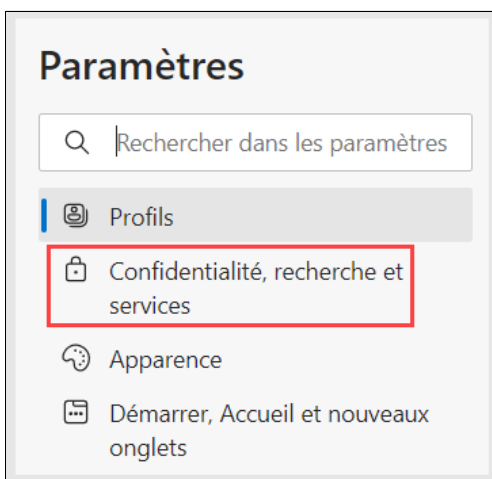 Paramètres
Rechercher dans les paramètres
Profils
Confidentialité, recherche et
services
Apparence
Démarrer, Accueil et nouveaux
onglets